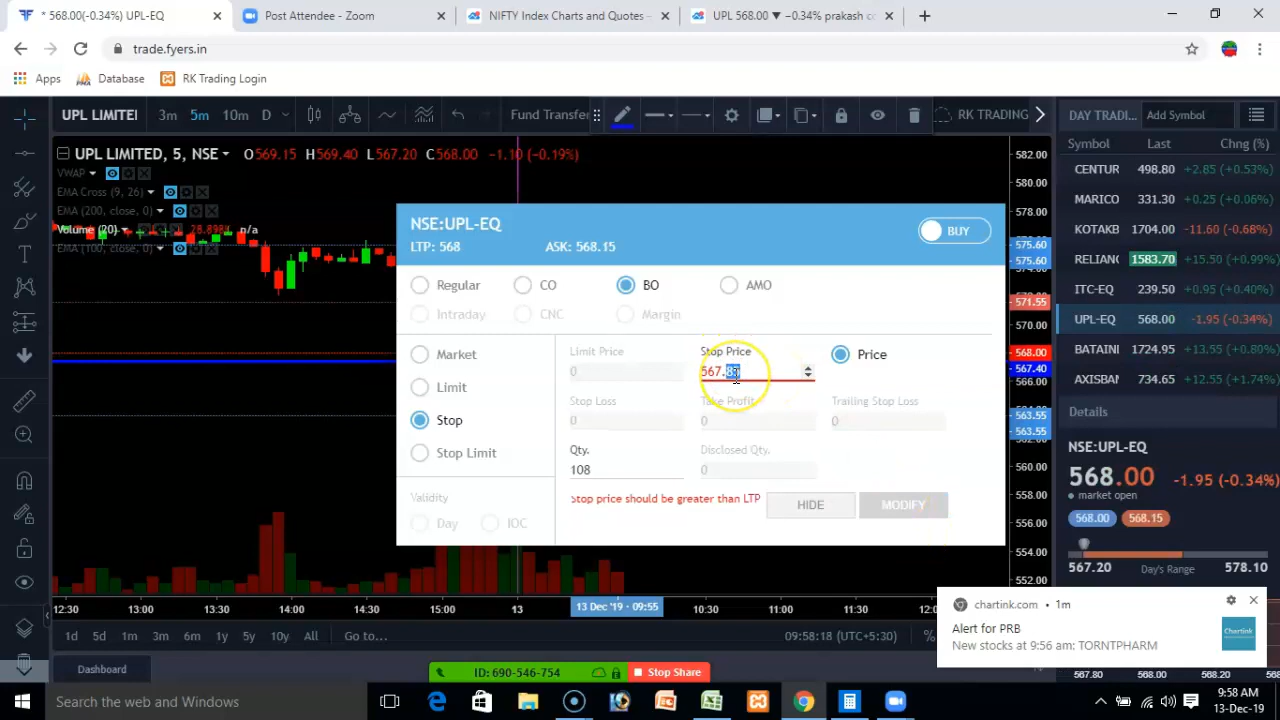 * 568.00(-0.34%) UPL-EQ
Post Attendee - Zoom
NIFTY Index Charts and Quotes –
UPL 568.00 ▼ −0.34% prakash co
trade.fyers.in
Apps
Database
RK Trading Login
UPL LIMITEI
3m
5m
10m
D
Fund Transfer
RK TRADING
DAY TRADI...
Add Symbol
UPL LIMITED, 5, NSE
O569.15 H569.40 L567.20 C568.00 −1.10 (−0.19%)
VWAP
EMA Cross (9, 26)
EMA (200, close, 0)
Volume (20)
n/a
EMA (100, close, 0)
582.00
580.00
578.00
575.60
575.60
571.55
570.00
568.00
567.40
566.00
563.55
563.55
560.00
558.00
556.00
554.00
552.00
Symbol Last Chng (%)
CENTUR 498.80 +2.85 (+0.53%)
MARICO 331.30 +0.25 (+0.06%)
KOTAKB 1704.00 -11.60 (-0.68%)
RELIANC 1583.70 +15.50 (+0.99%)
ITC-EQ 239.50 +0.95 (+0.40%)
UPL-EQ 568.00 -1.95 (-0.34%)
BATAINI 1724.95 +13.55 (+0.80%)
AXISBAN 734.65 +12.55 (+1.74%)
Details
NSE:UPL-EQ
568.00 -1.95 (-0.34%)
market open
568.00
568.15
567.20 Day's Range 578.10
NSE:UPL-EQ
LTP: 568
ASK: 568.15
BUY
Regular
CO
BO
AMO
Intraday
CNC
Margin
Market
Limit
Stop
Stop Limit
Limit Price
0
Stop Price
567.
Price
Stop Loss
0
Take Profit
0
Trailing Stop Loss
0
Qty.
108
Disclosed Qty.
0
Validity
Day
IOC
Stop price should be greater than LTP
HIDE
MODIFY
12:30
13:00
13:30
14:00
14:30
15:00
13
13 Dec '19 - 09:55
10:30
11:00
11:30
1d
5d
1m
3m
6m
1y
5y
10y
All
Go to...
09:58:18 (UTC+5:30)
%
chartink.com • 1m
Alert for PRB
New stocks at 9:56 am: TORNTPHARM
Chartink
Dashboard
ID: 690-546-754
Stop Share
567.80
568.00
568.20
Search the web and Windows
9:58 AM
13-Dec-19